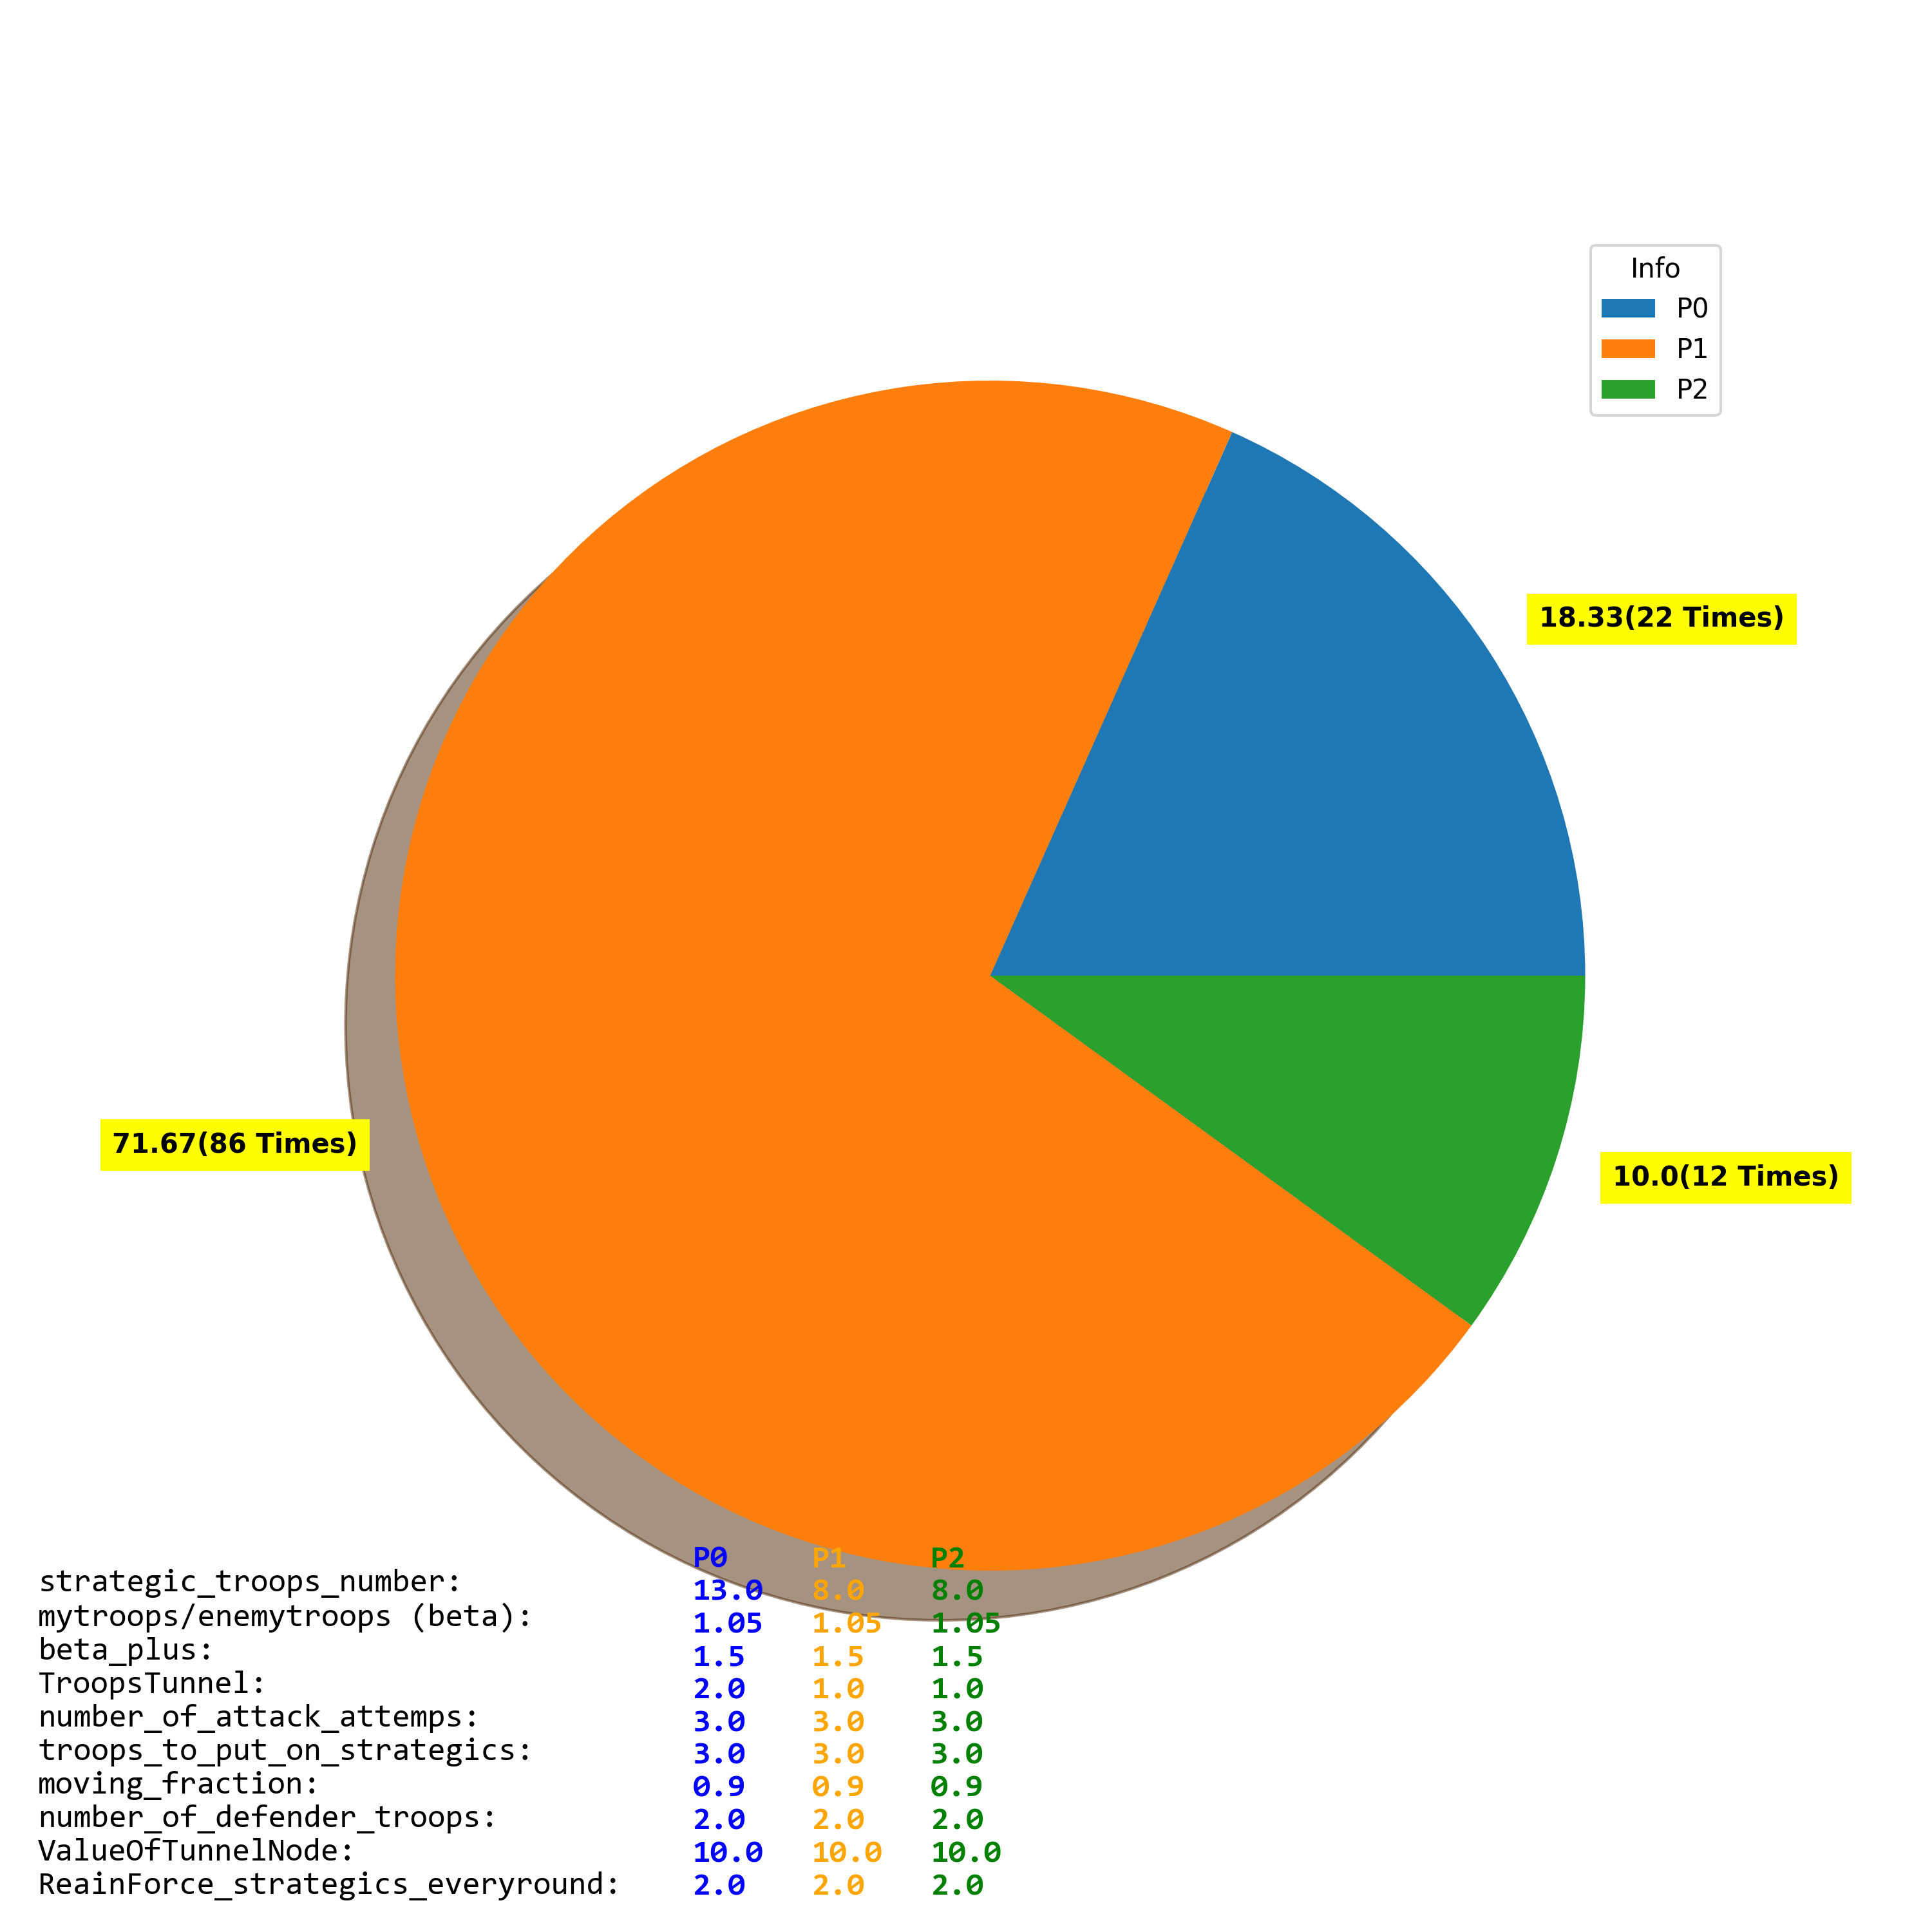 Info
P0
P1
P2
18.33(22 Times)
71.67(86 Times)
10.0(12 Times)
P0 P1 P2
strategic_troops_number: 13.0 8.0 8.0
mytroops/enemytroops (beta): 1.05 1.05 1.05
beta_plus: 1.5 1.5 1.5
TroopsTunnel: 2.0 1.0 1.0
number_of_attack_attemps: 3.0 3.0 3.0
troops_to_put_on_strategics: 3.0 3.0 3.0
moving_fraction: 0.9 0.9 0.9
number_of_defender_troops: 2.0 2.0 2.0
ValueOfTunnelNode: 10.0 10.0 10.0
ReainForce_strategics_everyround: 2.0 2.0 2.0